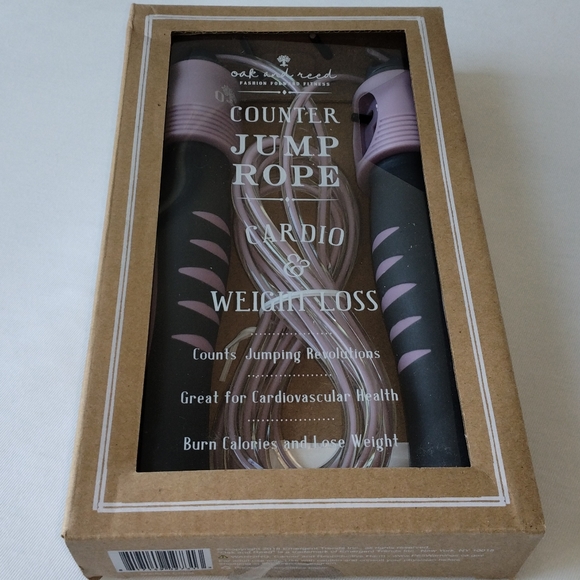 oak and reed
FASHION FORWARD FITNESS
COUNTER
JUMP
ROPE
CARDIO
&
WEIGHT LOSS
Counts Jumping Revolutions
Great for Cardiovascular Health
Burn Calories and Lose Weight